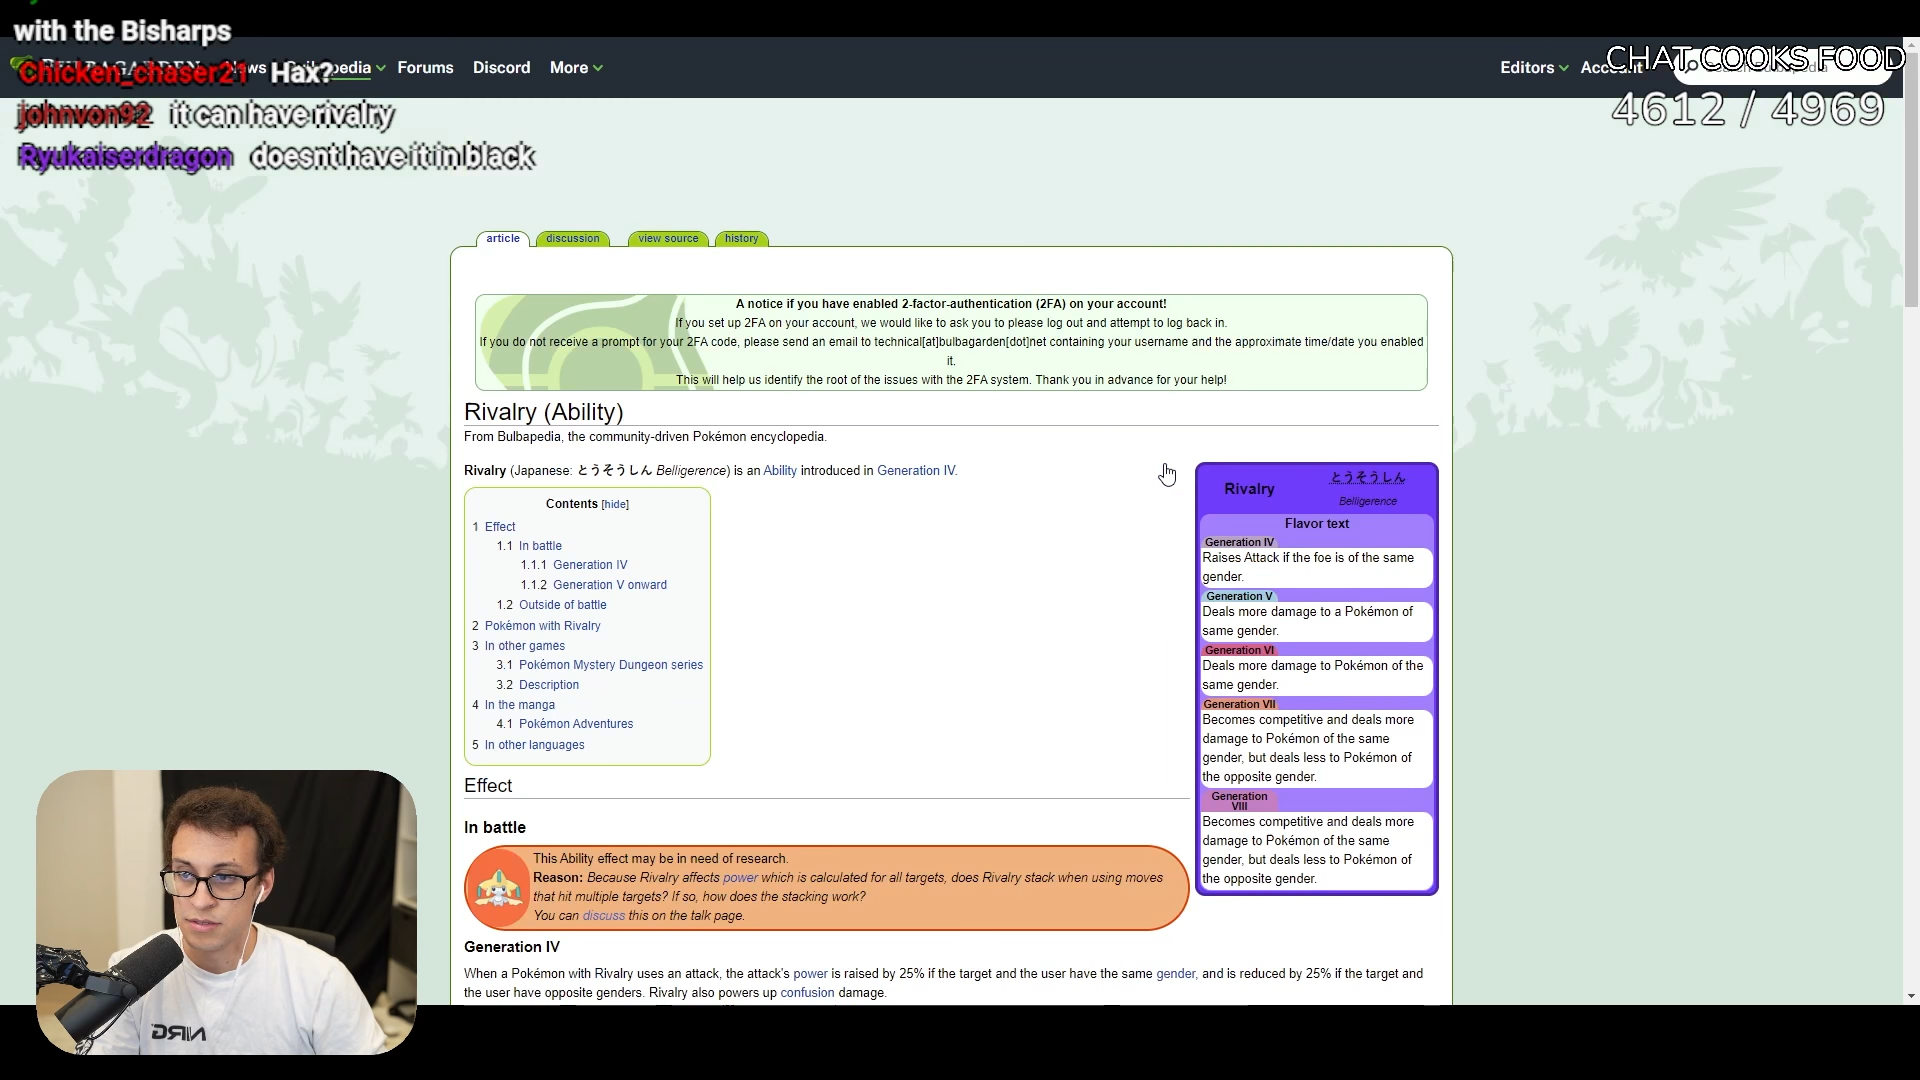 with the Bisharps
Chicken_chaser21 Hax?
johnvon92 it can have rivalry
Ryukaiserdragon doesnt have it in black
Forums
Discord
More
Editors
CHAT COOKS FOOD
4612 / 4969
article
discussion
view source
history
A notice if you have enabled 2-factor-authentication (2FA) on your account!
If you set up 2FA on your account, we would like to ask you to please log out and attempt to log back in.
If you do not receive a prompt for your 2FA code, please send an email to technical[at]bulbagarden[dot]net containing your username and the approximate time/date you enabled
it.
This will help us identify the root of the issues with the 2FA system. Thank you in advance for your help!
Rivalry (Ability)
From Bulbapedia, the community-driven Pokémon encyclopedia.
Rivalry (Japanese: とうそうしん Belligerence) is an Ability introduced in Generation IV.
Contents [hide]
1 Effect
1.1 In battle
1.1.1 Generation IV
1.1.2 Generation V onward
1.2 Outside of battle
2 Pokémon with Rivalry
3 In other games
3.1 Pokémon Mystery Dungeon series
3.2 Description
4 In the manga
4.1 Pokémon Adventures
5 In other languages
Rivalry
とうそうしん
Belligerence
Flavor text
Generation IV
Raises Attack if the foe is of the same
gender.
Generation V
Deals more damage to a Pokémon of
same gender.
Generation VI
Deals more damage to Pokémon of the
same gender.
Generation VII
Becomes competitive and deals more
damage to Pokémon of the same
gender, but deals less to Pokémon of
the opposite gender.
Generation
VIII
Becomes competitive and deals more
damage to Pokémon of the same
gender, but deals less to Pokémon of
the opposite gender.
Effect
In battle
This Ability effect may be in need of research.
Reason: Because Rivalry affects power which is calculated for all targets, does Rivalry stack when using moves
that hit multiple targets? If so, how does the stacking work?
You can discuss this on the talk page.
Generation IV
When a Pokémon with Rivalry uses an attack, the attack's power is raised by 25% if the target and the user have the same gender, and is reduced by 25% if the target and
the user have opposite genders. Rivalry also powers up confusion damage.